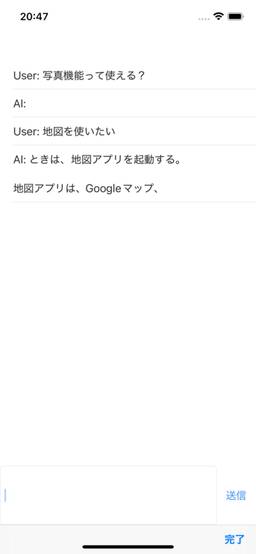 20:47
User: 写真機能って使える？
AI:
User: 地図を使いたい
AI: ときは、地図アプリを起動する。
地図アプリは、Googleマップ、
送信
完了